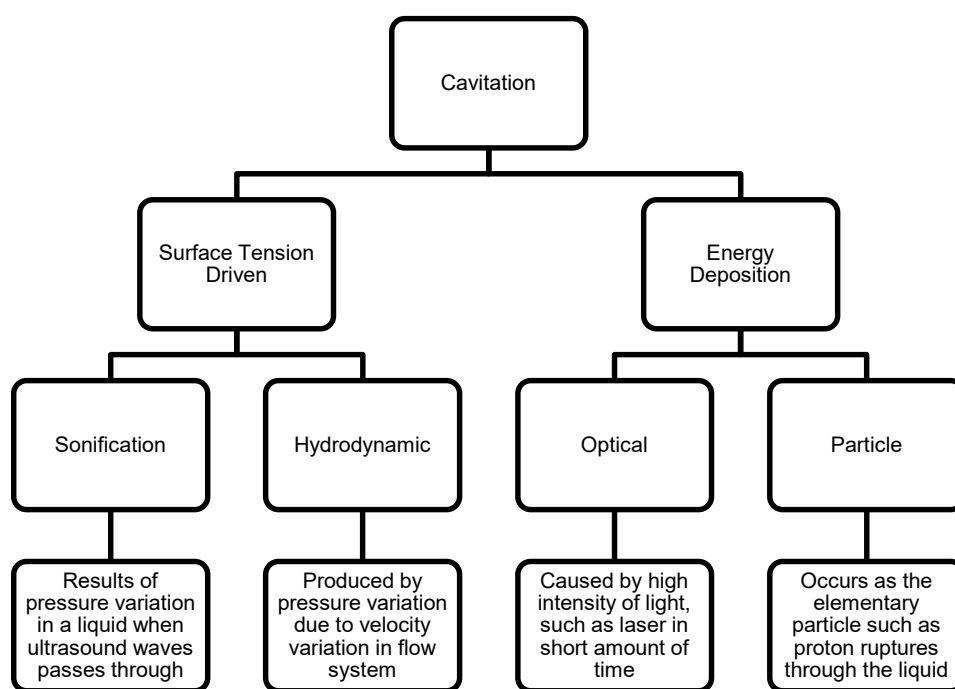 Cavitation
Surface Tension
Driven
Energy
Deposition
Sonification
Hydrodynamic
Optical
Particle
Results of
pressure variation
in a liquid when
ultrasound waves
passes through
Produced by
pressure variation
due to velocity
variation in flow
system
Caused by high
intensity of light,
such as laser in
short amount of
time
Occurs as the
elementary
particle such as
proton ruptures
through the liquid